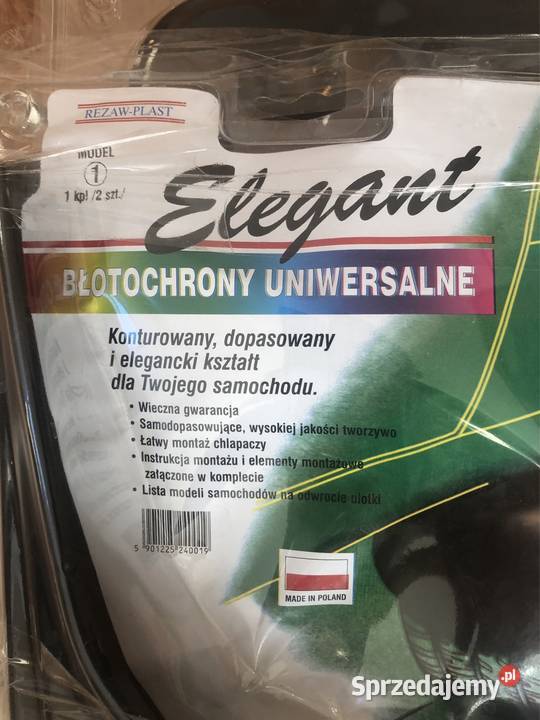 REZAW-PLAST
MODEL
1
1 kpl /2 szt./
Elegant
BŁOTOCHRONY UNIWERSALNE
Konturowany, dopasowany
i elegancki kształt
dla Twojego samochodu.
• Wieczna gwarancja
• Samodopasowujące, wysokiej jakości tworzywo
• Łatwy montaż chlapaczy
• Instrukcja montażu i elementy montażowe
załączone w komplecie
• Lista modeli samochodów na odwrocie ulotki
5 901225 240019
MADE IN POLAND
Sprzedajemy.pl